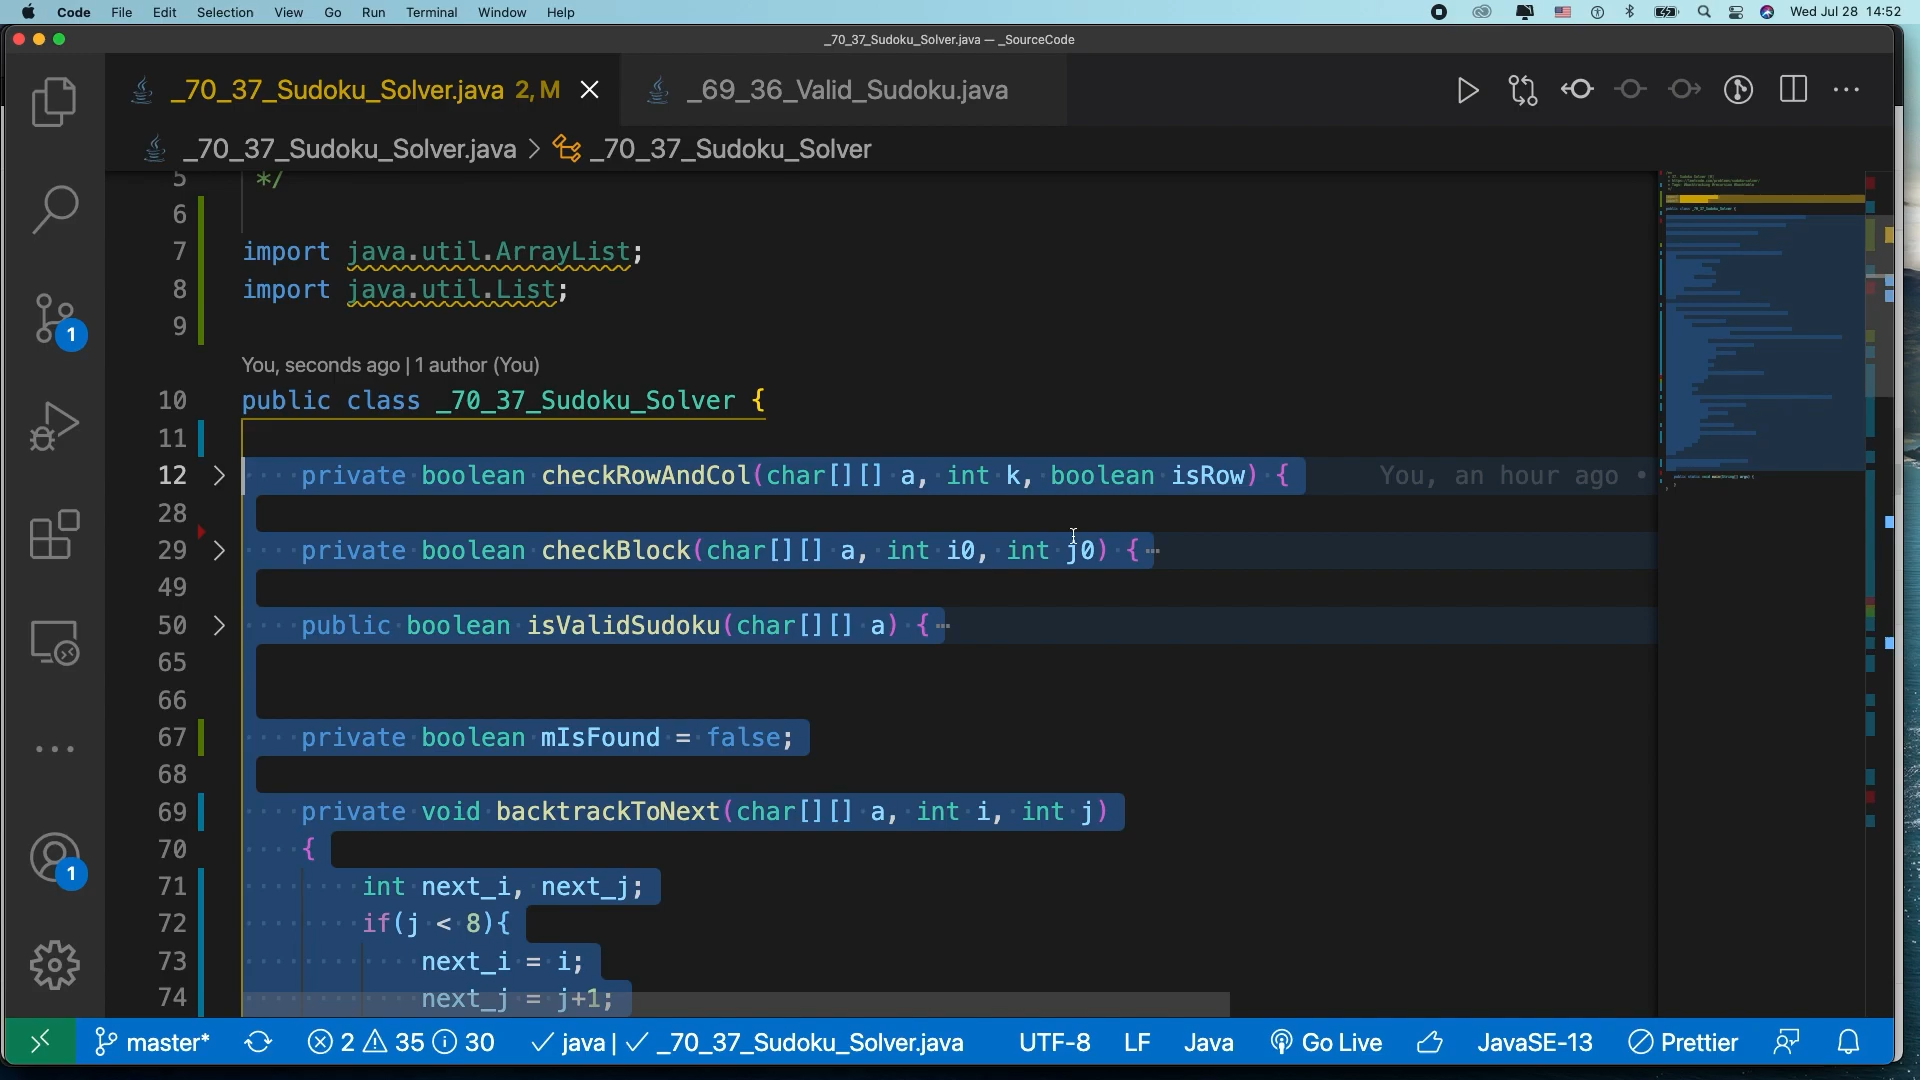 Code File Edit Selection View Go Run Terminal Window Help Wed Jul 28 14:52
_70_37_Sudoku_Solver.java — _SourceCode
_70_37_Sudoku_Solver.java 2, M _69_36_Valid_Sudoku.java
_70_37_Sudoku_Solver.java > _70_37_Sudoku_Solver
5 */
6
7 import java.util.ArrayList;
8 import java.util.List;
9
You, seconds ago | 1 author (You)
10 public class _70_37_Sudoku_Solver {
11
12 private boolean checkRowAndCol(char[][] a, int k, boolean isRow) { You, an hour ago •
28
29 private boolean checkBlock(char[][] a, int i0, int j0) {
49
50 public boolean isValidSudoku(char[][] a) {
65
66
67 private boolean mIsFound = false;
68
69 private void backtrackToNext(char[][] a, int i, int j)
70 {
71 int next_i, next_j;
72 if(j < 8){
73 next_i = i;
74 next_j = j+1;
1
1
master* 2 35 30 java | _70_37_Sudoku_Solver.java UTF-8 LF Java Go Live JavaSE-13 Prettier